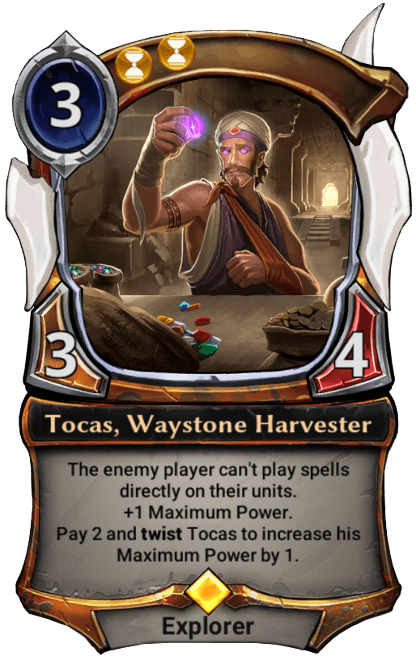 3
3
4
Tocas, Waystone Harvester
The enemy player can't play spells
directly on their units.
+1 Maximum Power.
Pay 2 and twist Tocas to increase his
Maximum Power by 1.
Explorer